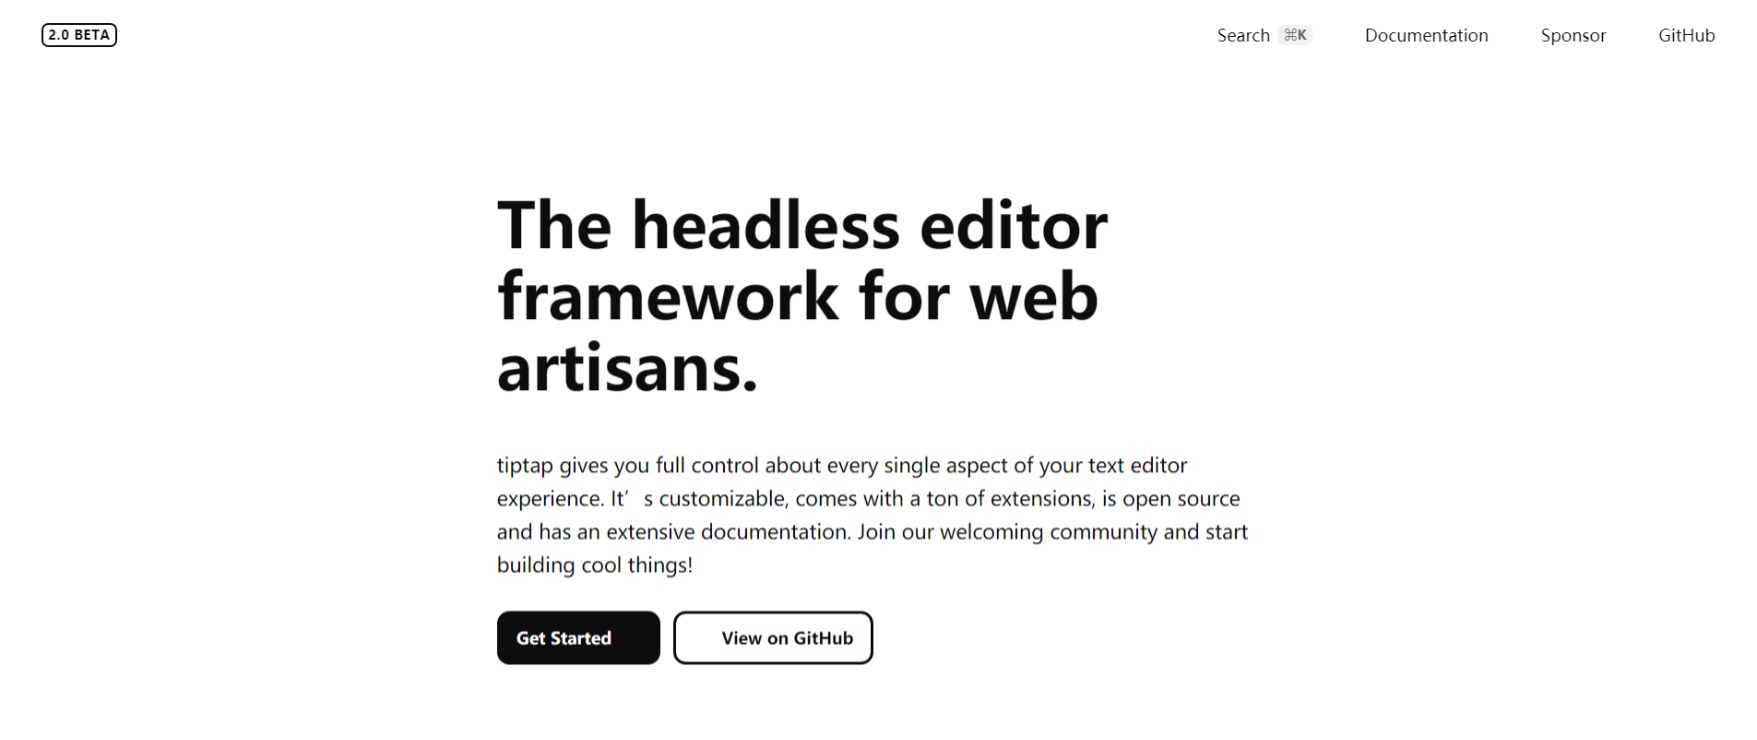 2.0 BETA
Search ⌘K Documentation Sponsor GitHub
The headless editor
framework for web
artisans.
tiptap gives you full control about every single aspect of your text editor
experience. It’s customizable, comes with a ton of extensions, is open source
and has an extensive documentation. Join our welcoming community and start
building cool things!
Get Started View on GitHub